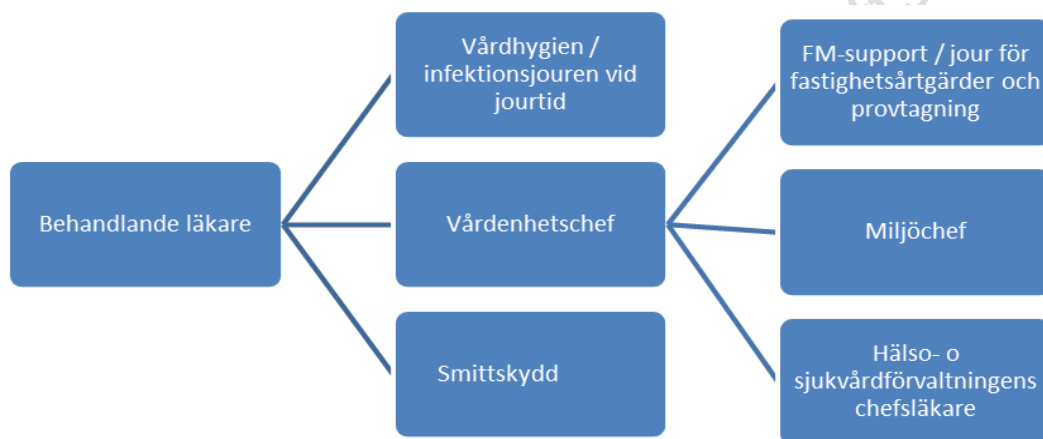 Behandlande läkare
Vårdhygien /
infektionsjouren vid
jourtid
Vårdenhetschef
Smittskydd
FM-support / jour för
fastighetsårtgärder och
provtagning
Miljöchef
Hälso- o
sjukvårdförvaltningens
chefsläkare